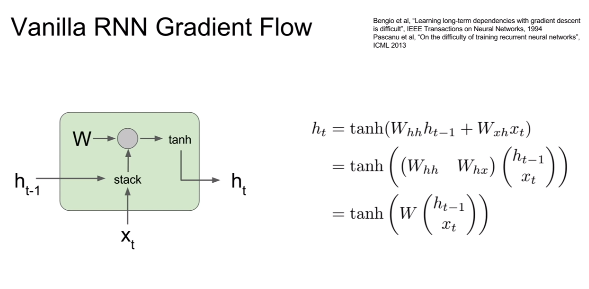 Vanilla RNN Gradient Flow
Bengio et al, "Learning long-term dependencies with gradient descent
is difficult", IEEE Transactions on Neural Networks, 1994
Pascanu et al, "On the difficulty of training recurrent neural networks",
ICML 2013
W
tanh
h_{t-1}
stack
h_t
x_t
h_t = tanh(W_{hh}h_{t-1} + W_{xh}x_t)
= tanh((W_{hh} W_{hx}) (h_{t-1} x_t))
= tanh(W (h_{t-1} x_t))